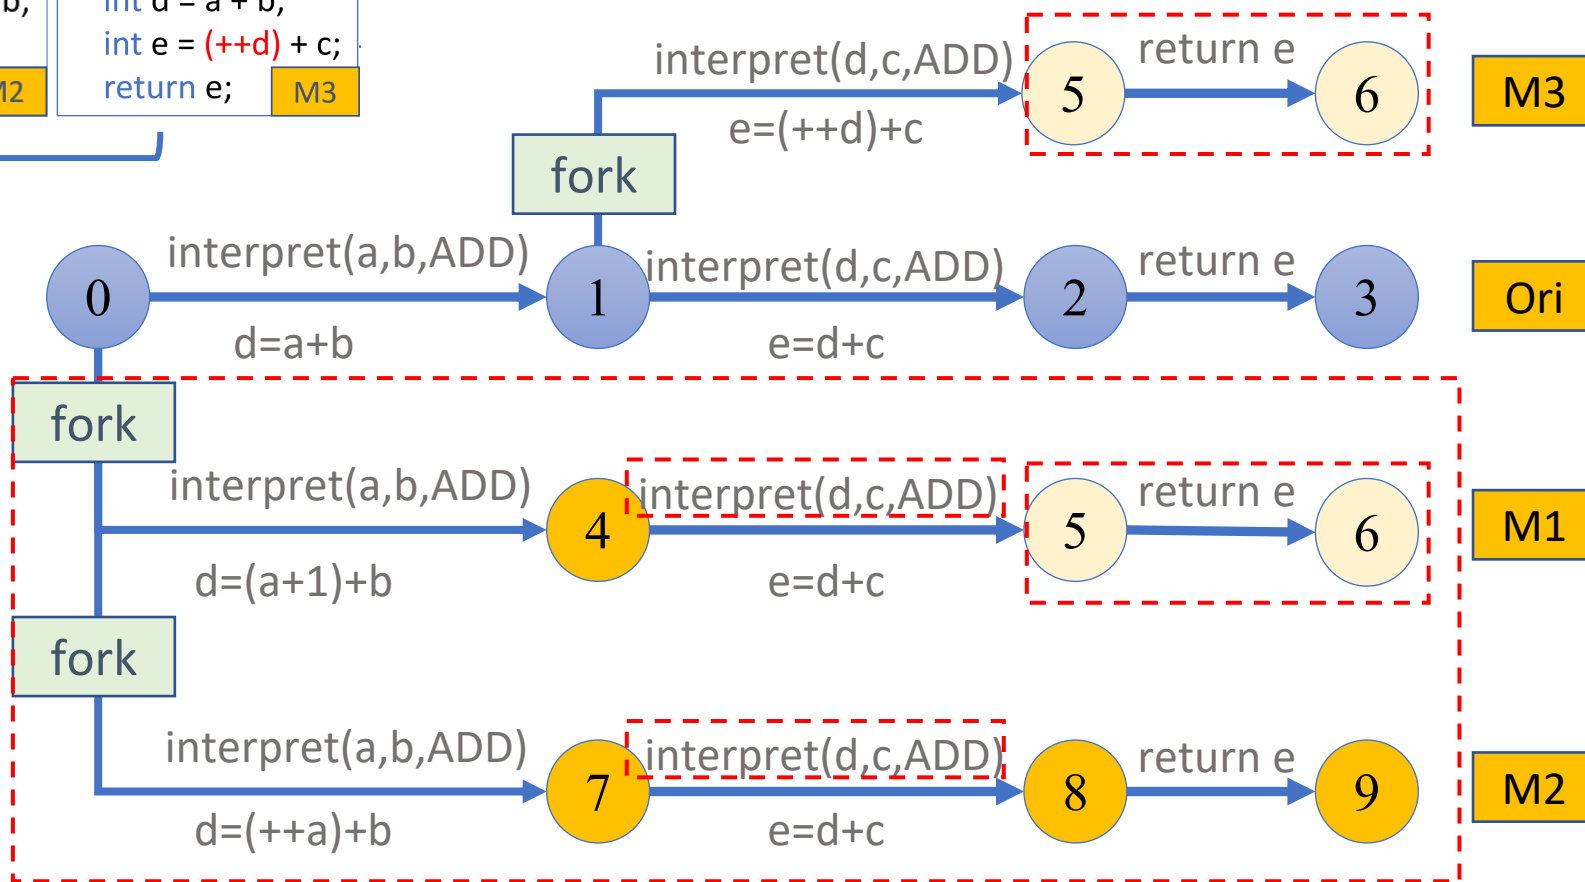 b,
int d = a + b;
int e = (++d) + c;
return e;
M2
M3
interpret(d,c,ADD)
e=(++d)+c
5
return e
6
M3
fork
0
interpret(a,b,ADD)
d=a+b
1
interpret(d,c,ADD)
e=d+c
2
return e
3
Ori
fork
interpret(a,b,ADD)
d=(a+1)+b
4
interpret(d,c,ADD)
e=d+c
5
return e
6
M1
fork
interpret(a,b,ADD)
d=(++a)+b
7
interpret(d,c,ADD)
e=d+c
8
return e
9
M2